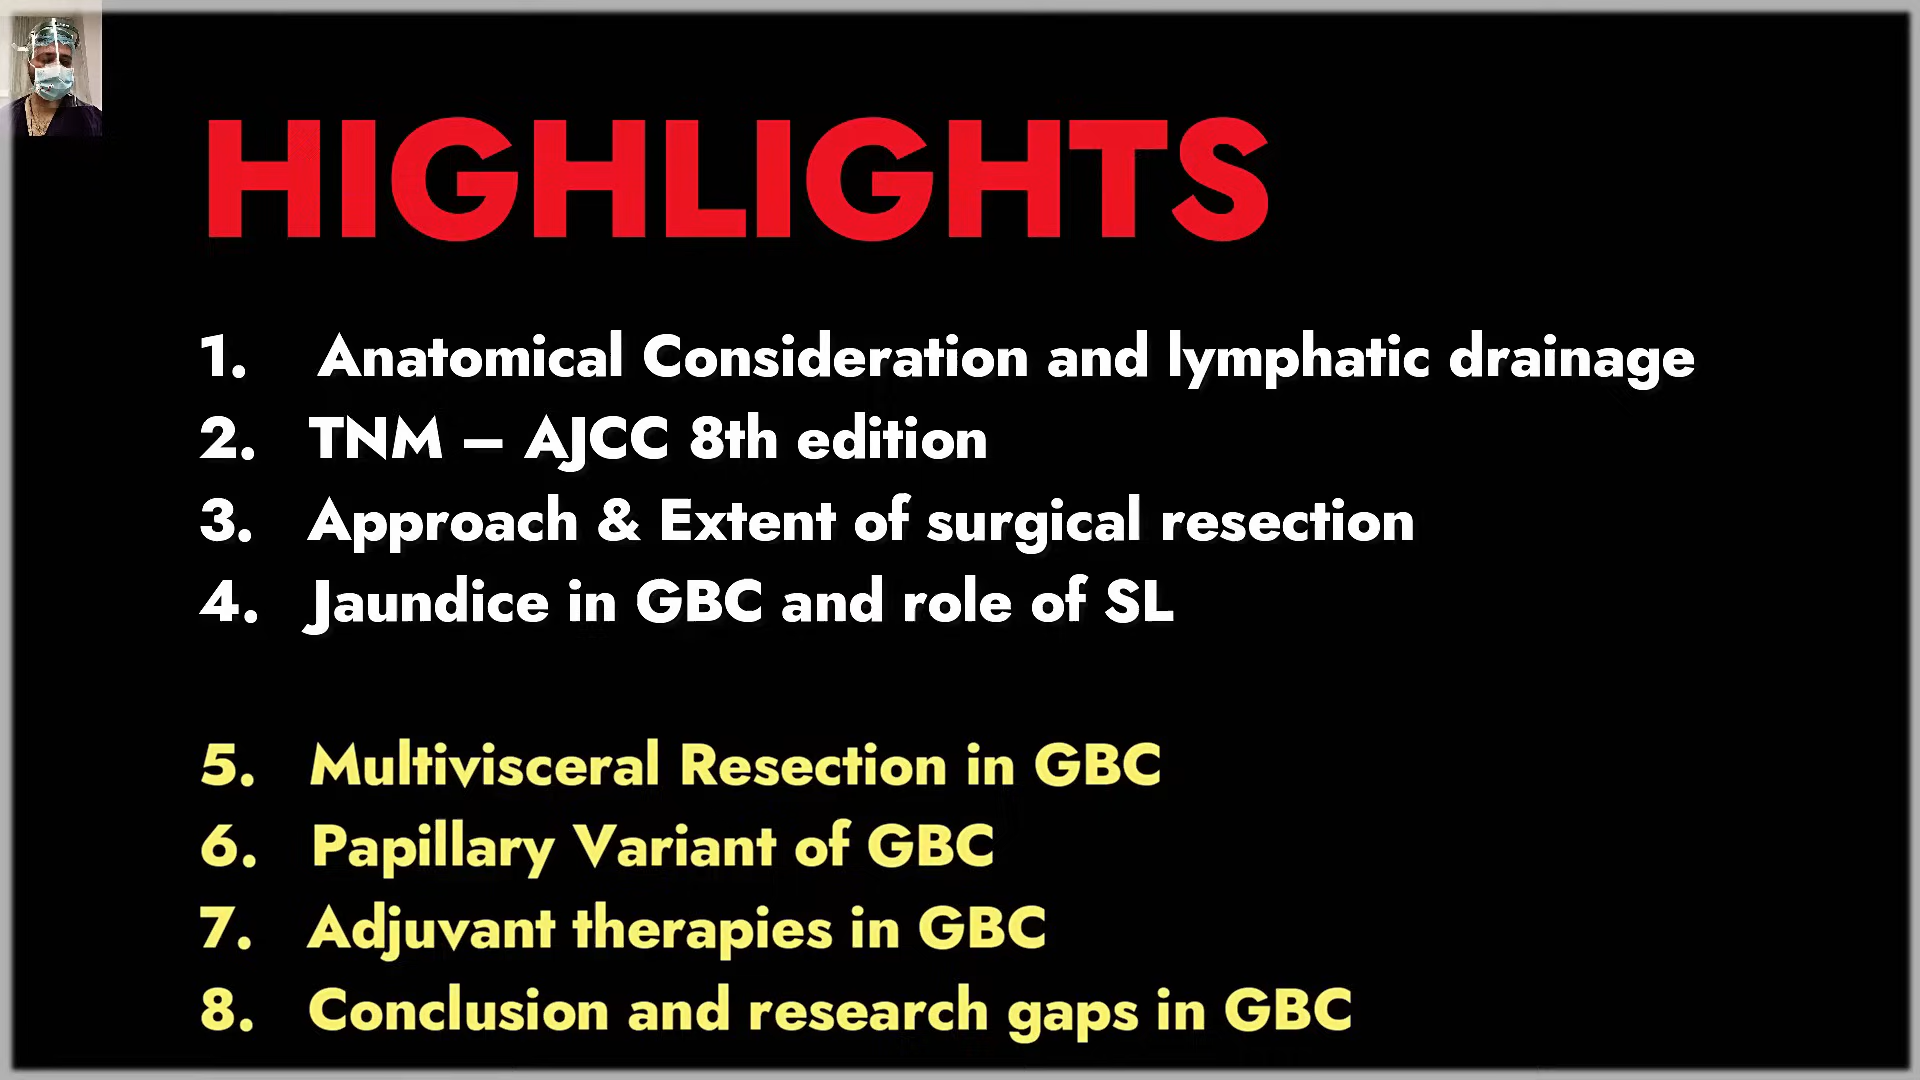 HIGHLIGHTS
1. Anatomical Consideration and lymphatic drainage
2. TNM – AJCC 8th edition
3. Approach & Extent of surgical resection
4. Jaundice in GBC and role of SL
5. Multivisceral Resection in GBC
6. Papillary Variant of GBC
7. Adjuvant therapies in GBC
8. Conclusion and research gaps in GBC